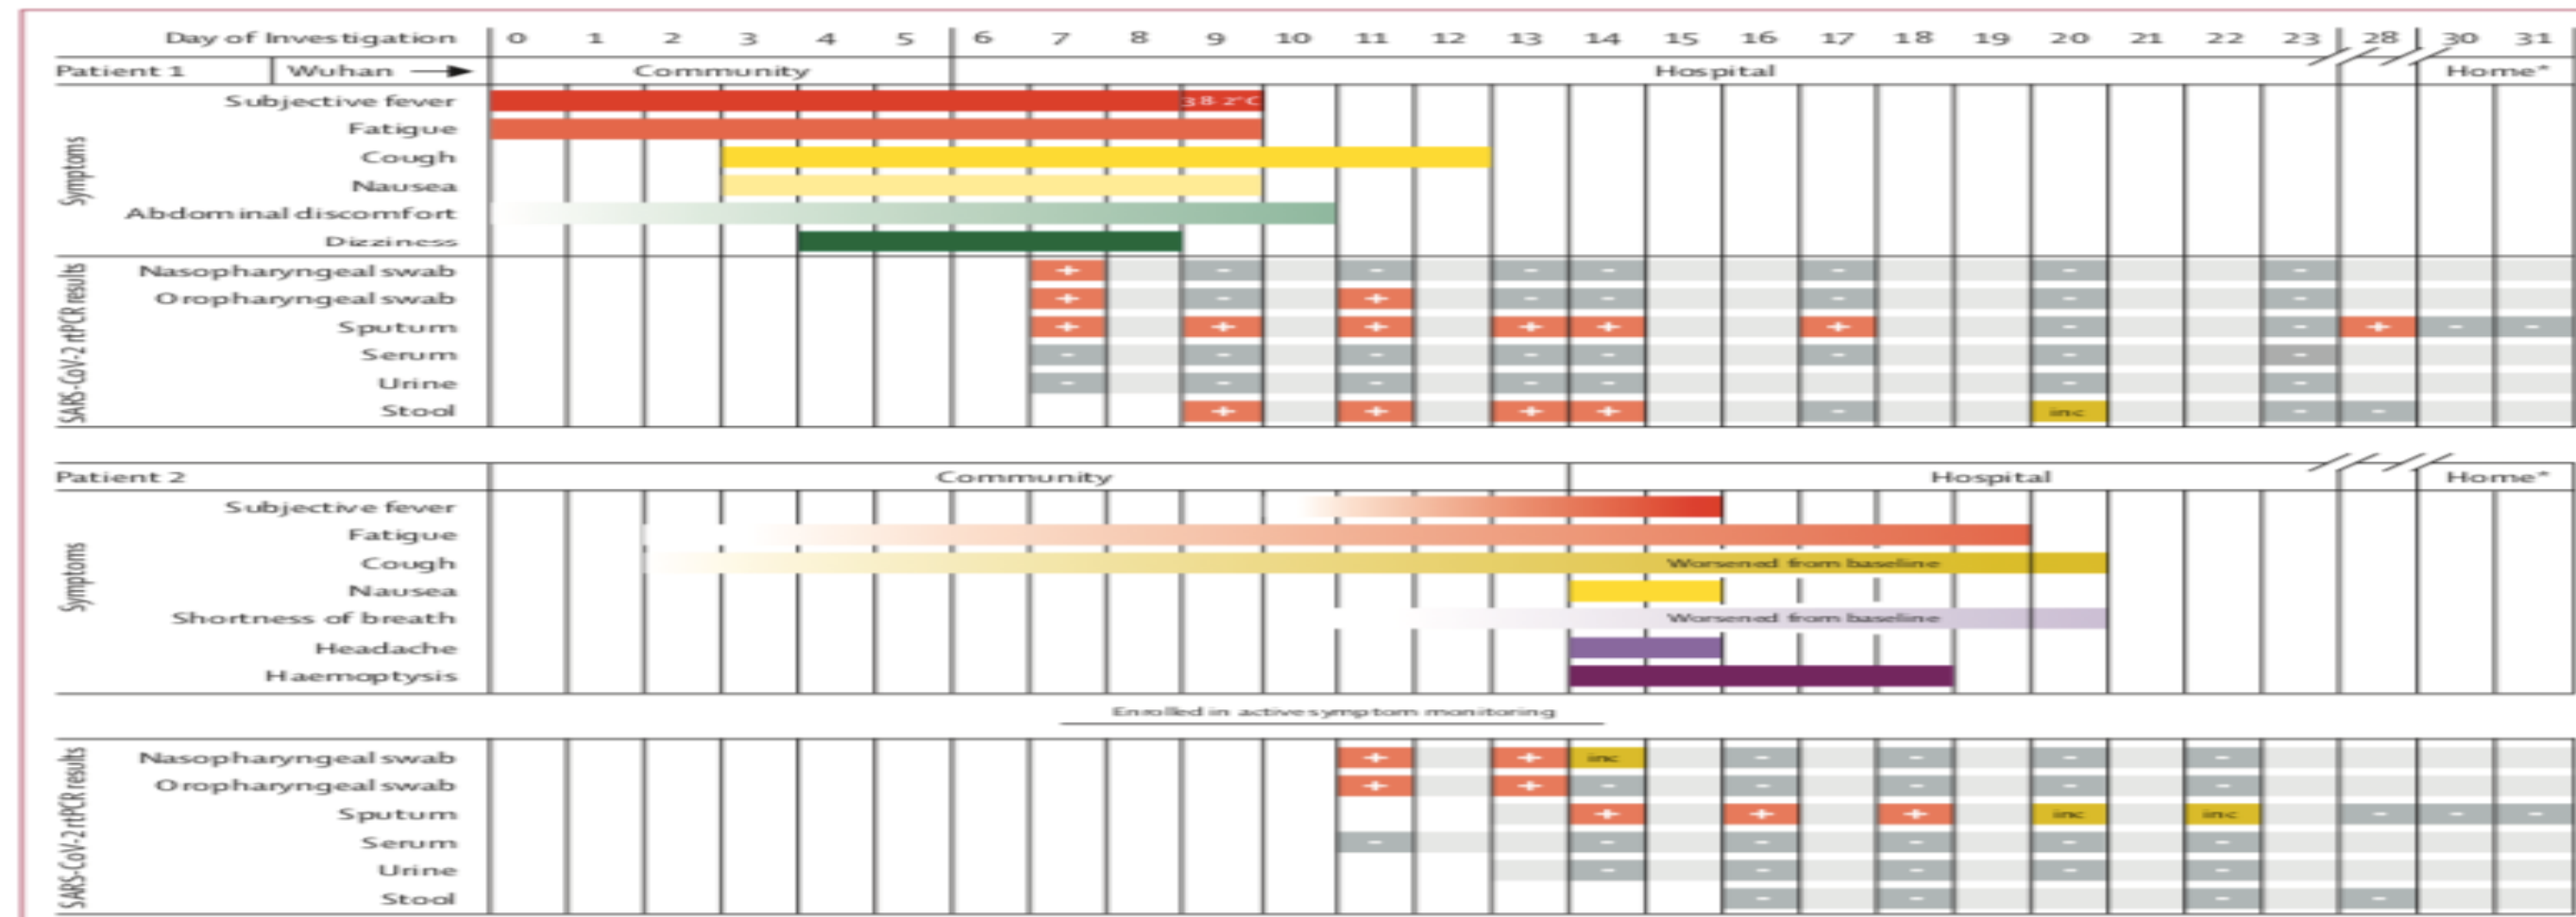 Day of Investigation 0 1 2 3 4 5 6 7 8 9 10 11 12 13 14 15 16 17 18 19 20 21 22 23 28 30 31
Patient 1 Wuhan Community Hospital Home*
Symptoms
Subjective fever 38·2°C
Fatigue
Cough
Nausea
Abdominal discomfort
Dizziness
SARS-CoV-2 rtPCR results
Nasopharyngeal swab + - - - - - - -
Oropharyngeal swab + - + - - - - -
Sputum + + + + + + - - + - -
Serum - - - - - - - -
Urine - - - - - - -
Stool + + + + - inc - -
Patient 2 Community Hospital Home*
Symptoms
Subjective fever
Fatigue
Cough Worsened from baseline
Nausea
Shortness of breath Worsened from baseline
Headache
Haemoptysis
Enrolled in active symptom monitoring
SARS-CoV-2 rtPCR results
Nasopharyngeal swab + + inc - - - -
Oropharyngeal swab + + - - - - -
Sputum + + + inc inc - - -
Serum - - - - - -
Urine - - - - -
Stool - - - -